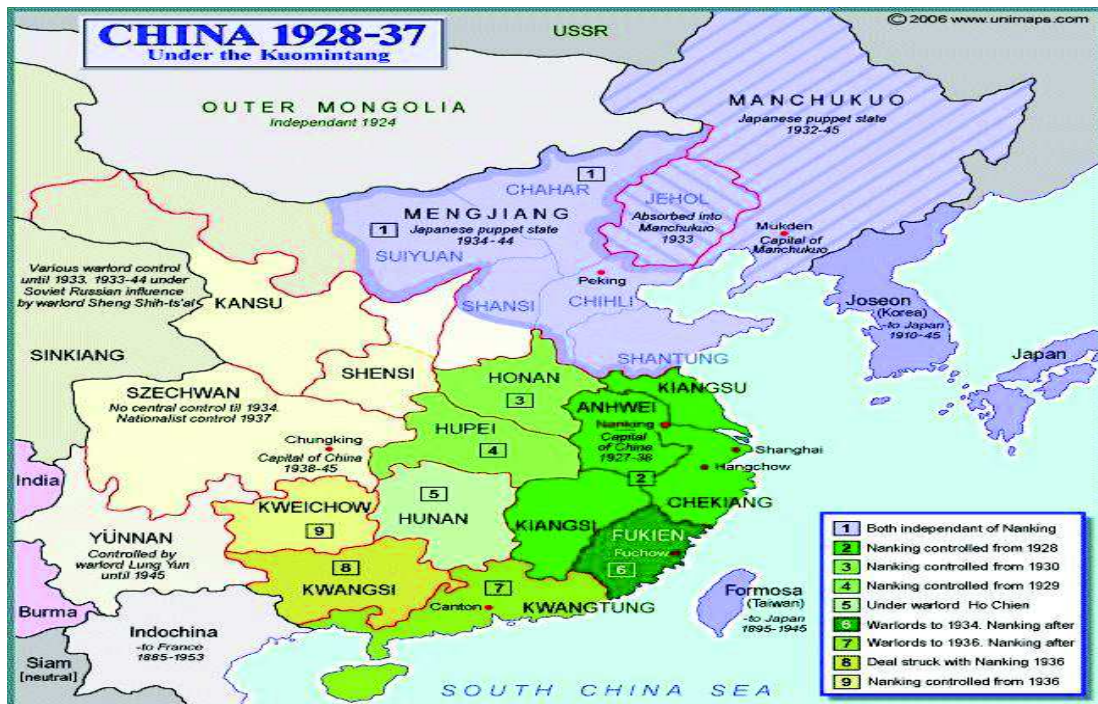 CHINA 1928-37
Under the Kuomintang
© 2006 www.unimaps.com
USSR
OUTER MONGOLIA
Independant 1924
MANCHUKUO
Japanese puppet state
1932-45
1
CHAHAR
MENGJIANG
1
Japanese puppet state
1934-44
SUIYUAN
JEHOL
Absorbed into
Manchukuo
1933
Mukden
Capital of
Manchukuo
Peking
SHANSI
CHIHLI
SHANTUNG
Joseon
(Korea)
-to Japan
1910-45
Japan
Various warlord control
until 1933, 1933-44 under
Soviet Russian influence
by warlord Sheng Shih-ts'ai
KANSU
SINKIANG
SHENSI
SZECHWAN
No central control til 1934.
Nationalist control 1937
Chungking
Capital of China
1938-45
HONAN
3
KIANGSU
ANHWEI
Nanking
Capital
of China
1927-38
Shanghai
Hangchow
HUPEI
4
2
CHEKIANG
India
KWEICHOW
9
5
HUNAN
KIANGSI
FUKIEN
Fuchow
6
YÜNNAN
Controlled by
warlord Lung Yun
until 1945
8
KWANGSI
7
Canton
KWANGTUNG
Formosa
(Taiwan)
-to Japan
1895-1945
Burma
Indochina
-to France
1885-1953
Siam
[neutral]
SOUTH CHINA SEA
1 Both independant of Nanking
2 Nanking controlled from 1928
3 Nanking controlled from 1930
4 Nanking controlled from 1929
5 Under warlord Ho Chien
6 Warlords to 1934. Nanking after
7 Warlords to 1936. Nanking after
8 Deal struck with Nanking 1936
9 Nanking controlled from 1936